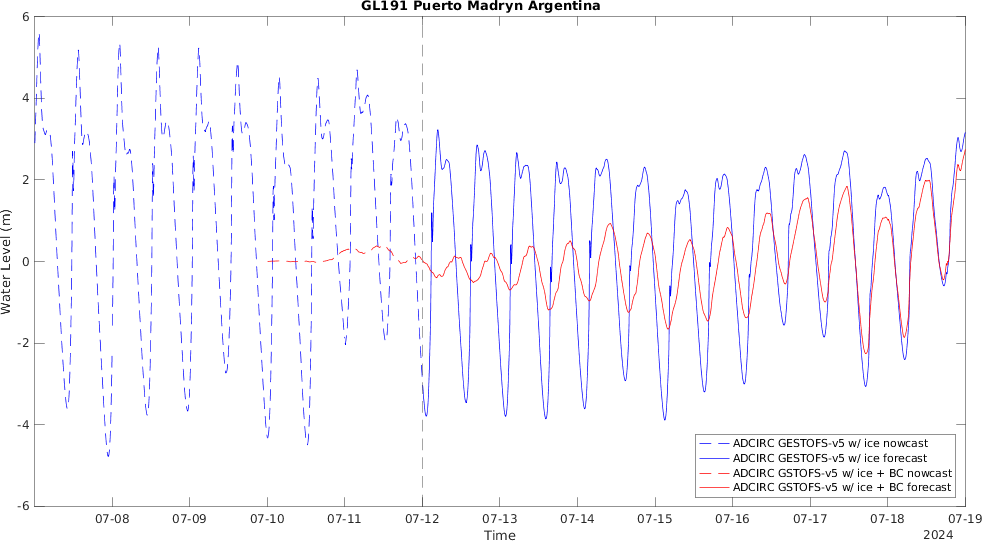 GL191 Puerto Madryn Argentina
6
4
2
0
-2
-4
-6
Water Level (m)
ADCIRC GESTOFS-v5 w/ ice nowcast
ADCIRC GESTOFS-v5 w/ ice forecast
ADCIRC GSTOFS-v5 w/ ice + BC nowcast
ADCIRC GSTOFS-v5 w/ ice + BC forecast
07-08 07-09 07-10 07-11 07-12 07-13 07-14 07-15 07-16 07-17 07-18 07-19
Time
2024